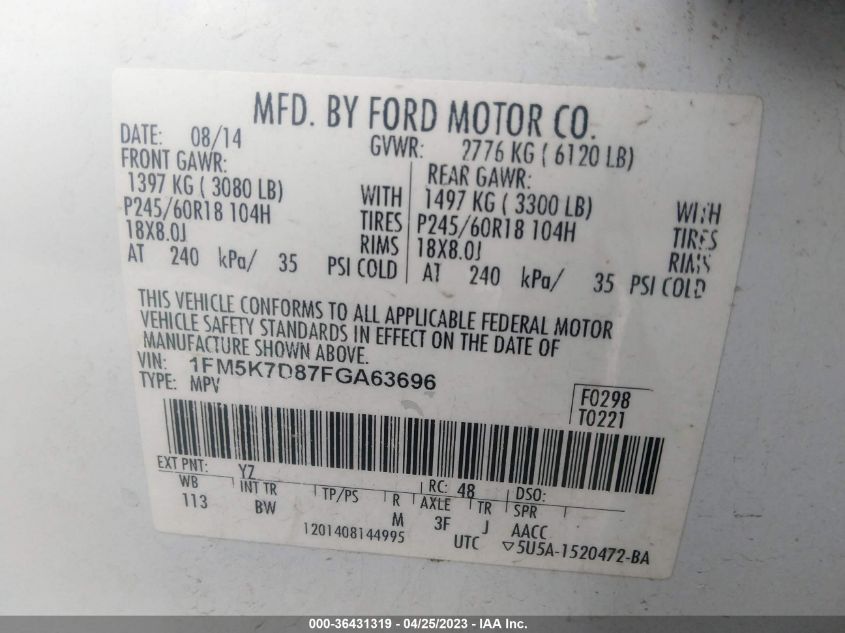 MFD. BY FORD MOTOR CO.
DATE: 08/14 GVWR: 2776 KG ( 6120 LB)
FRONT GAWR: REAR GAWR:
1397 KG ( 3080 LB) WITH 1497 KG ( 3300 LB) WITH
P245/60R18 104H TIRES P245/60R18 104H TIRES
18X8.0J RIMS 18X8.0J RIMS
AT 240 kPa/ 35 PSI COLD AT 240 kPa/ 35 PSI COLD
THIS VEHICLE CONFORMS TO ALL APPLICABLE FEDERAL MOTOR
VEHICLE SAFETY STANDARDS IN EFFECT ON THE DATE OF
MANUFACTURE SHOWN ABOVE.
VIN: 1FM5K7D87FGA63696
TYPE: MPV
F0298
T0221
EXT PNT: YZ RC: 48 DSO:
WB INT TR TP/PS R AXLE TR SPR
113 BW M 3F J AACC
1201408144995 UTC ▽5U5A-1520472-BA
000-36431319 - 04/25/2023 - IAA Inc.